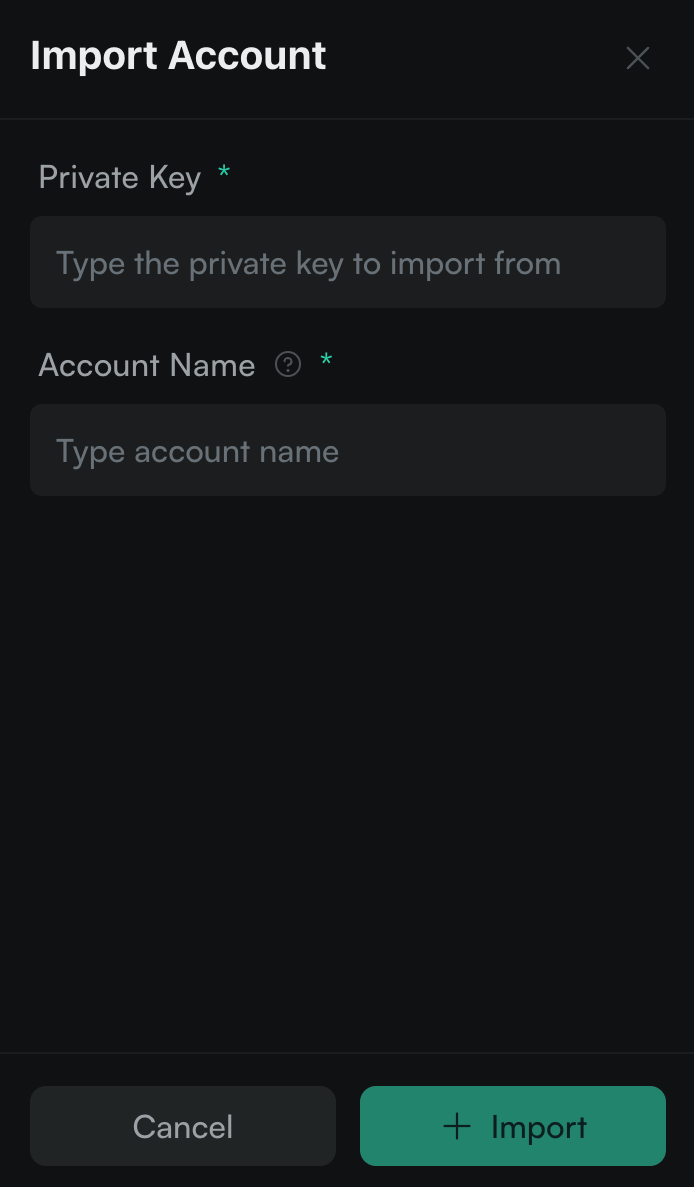 Import Account
Private Key *
Type the private key to import from
Account Name ? *
Type account name
Cancel
Import